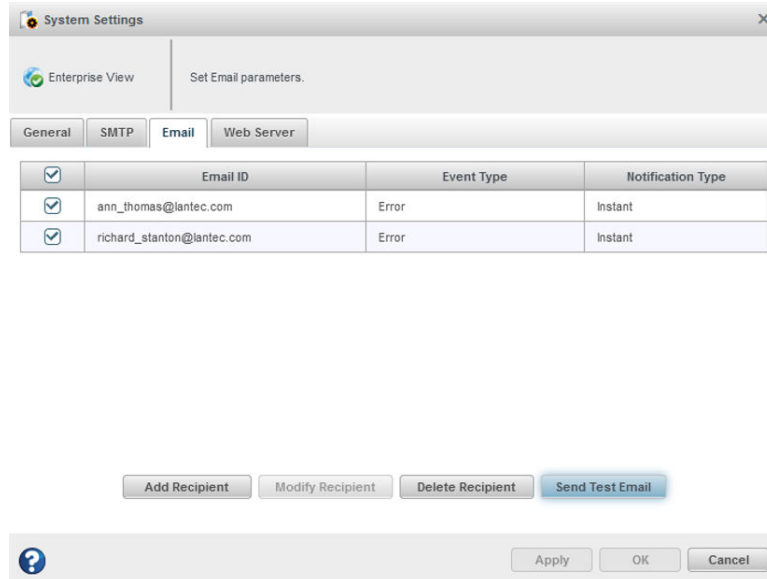 System Settings
Enterprise View
Set Email parameters.
General SMTP Email Web Server
Email ID Event Type Notification Type
ann_thomas@lantec.com Error Instant
richard_stanton@lantec.com Error Instant
Add Recipient Modify Recipient Delete Recipient Send Test Email
? Apply OK Cancel